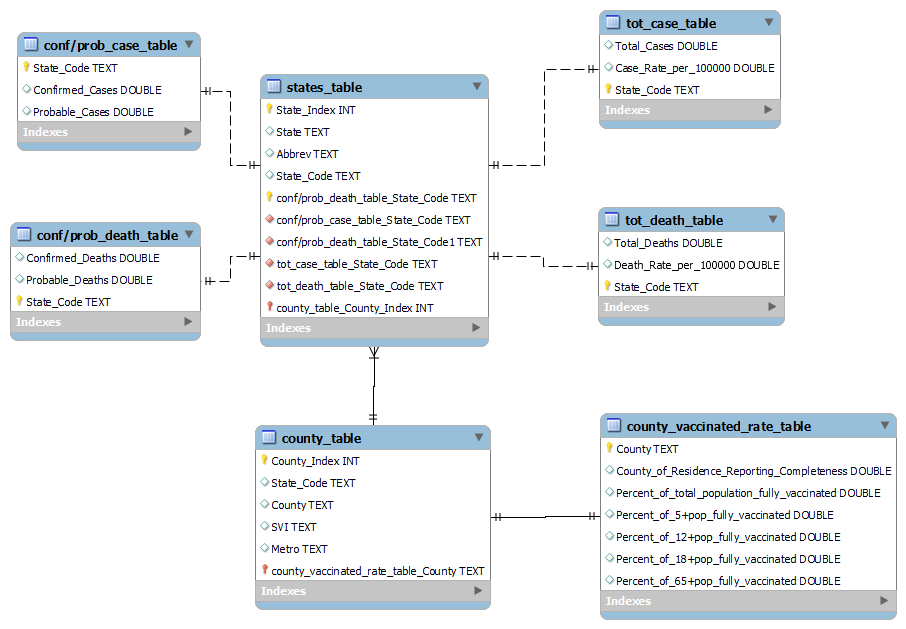 conf/prob_case_table
State_Code TEXT
Confirmed_Cases DOUBLE
Probable_Cases DOUBLE
Indexes
conf/prob_death_table
Confirmed_Deaths DOUBLE
Probable_Deaths DOUBLE
State_Code TEXT
Indexes
states_table
State_Index INT
State TEXT
Abbrev TEXT
State_Code TEXT
conf/prob_death_table_State_Code TEXT
conf/prob_case_table_State_Code TEXT
conf/prob_death_table_State_Code1 TEXT
tot_case_table_State_Code TEXT
tot_death_table_State_Code TEXT
county_table_County_Index INT
Indexes
tot_case_table
Total_Cases DOUBLE
Case_Rate_per_100000 DOUBLE
State_Code TEXT
Indexes
tot_death_table
Total_Deaths DOUBLE
Death_Rate_per_100000 DOUBLE
State_Code TEXT
Indexes
county_table
County_Index INT
State_Code TEXT
County TEXT
SVI TEXT
Metro TEXT
county_vaccinated_rate_table_County TEXT
Indexes
county_vaccinated_rate_table
County TEXT
County_of_Residence_Reporting_Completeness DOUBLE
Percent_of_total_population_fully_vaccinated DOUBLE
Percent_of_5+pop_fully_vaccinated DOUBLE
Percent_of_12+pop_fully_vaccinated DOUBLE
Percent_of_18+pop_fully_vaccinated DOUBLE
Percent_of_65+pop_fully_vaccinated DOUBLE
Indexes